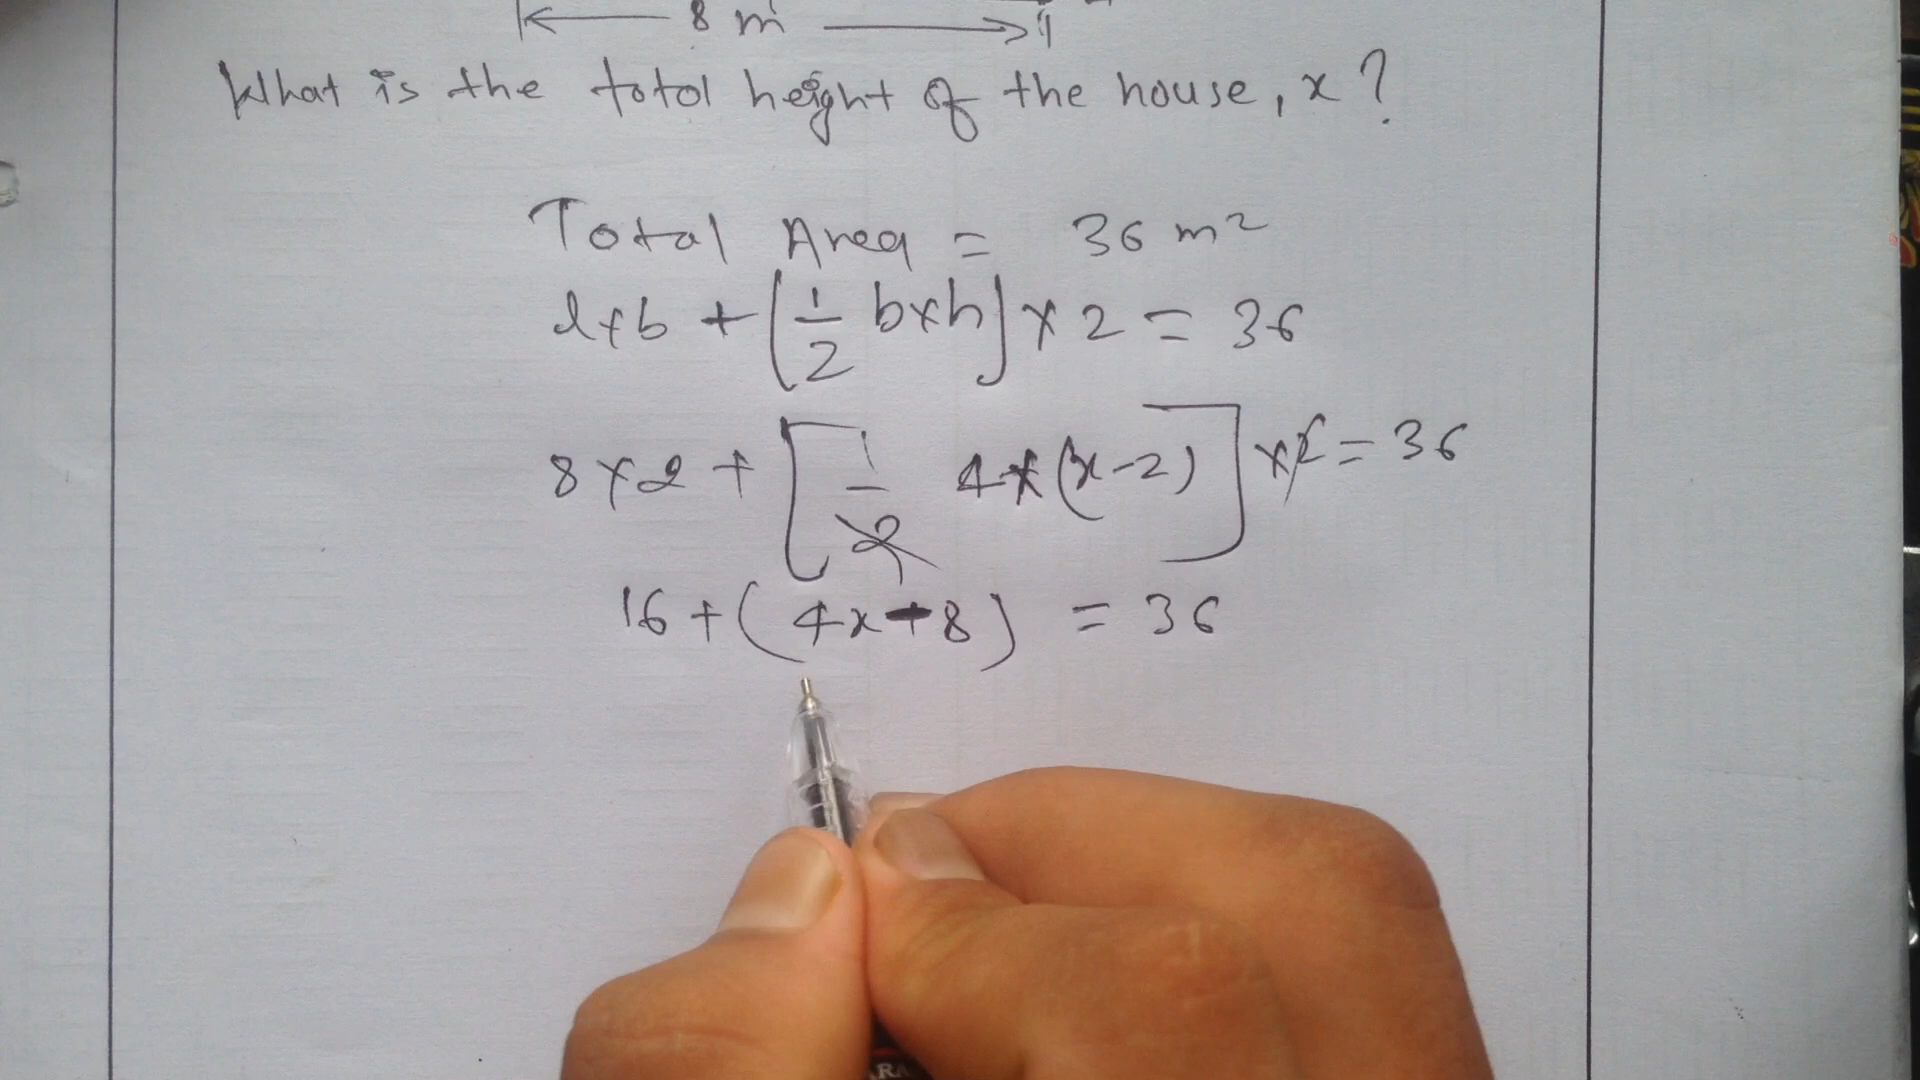 8 m
What is the total height of the house, x?
Total Area = 36 m²
l×b + [1/2 b×h] × 2 = 36
8×2 + [1/2 4×(x-2)] ×2 = 36
16+(4x-8) = 36